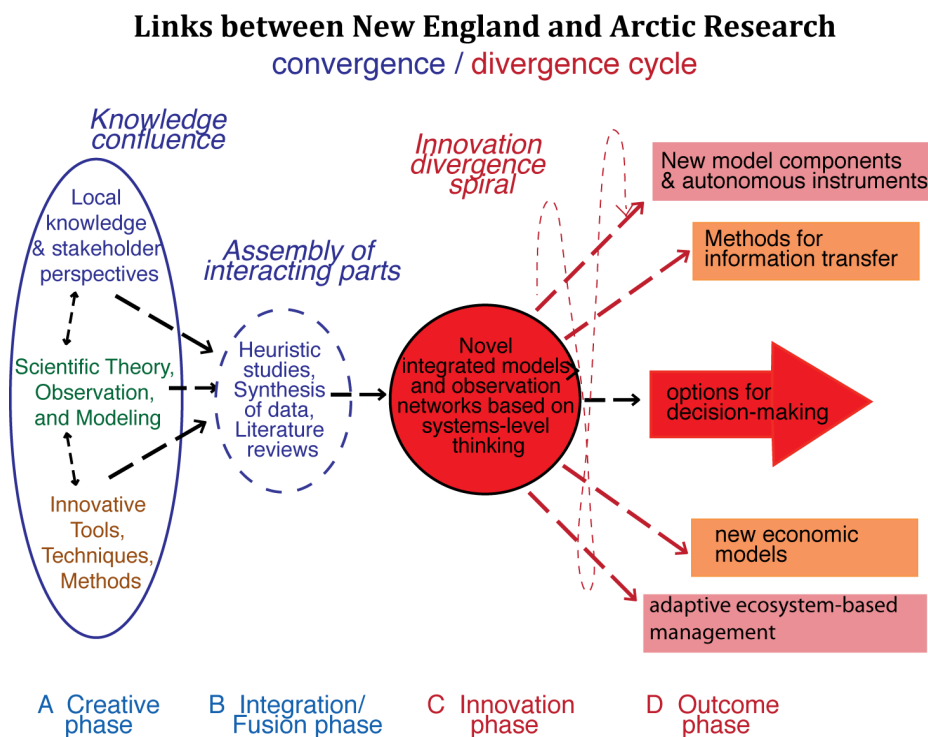 Links between New England and Arctic Research
convergence / divergence cycle
Knowledge
confluence
Local
knowledge
& stakeholder
perspectives
Scientific Theory,
Observation,
and Modeling
Innovative
Tools,
Techniques,
Methods
Assembly of
interacting parts
Heuristic
studies,
Synthesis
of data,
Literature
reviews
Innovation
divergence
spiral
Novel
integrated models
and observation
networks based on
systems-level
thinking
New model components
& autonomous instruments
Methods for
information transfer
options for
decision-making
new economic
models
adaptive ecosystem-based
management
A Creative
phase
B Integration/
Fusion phase
C Innovation
phase
D Outcome
phase